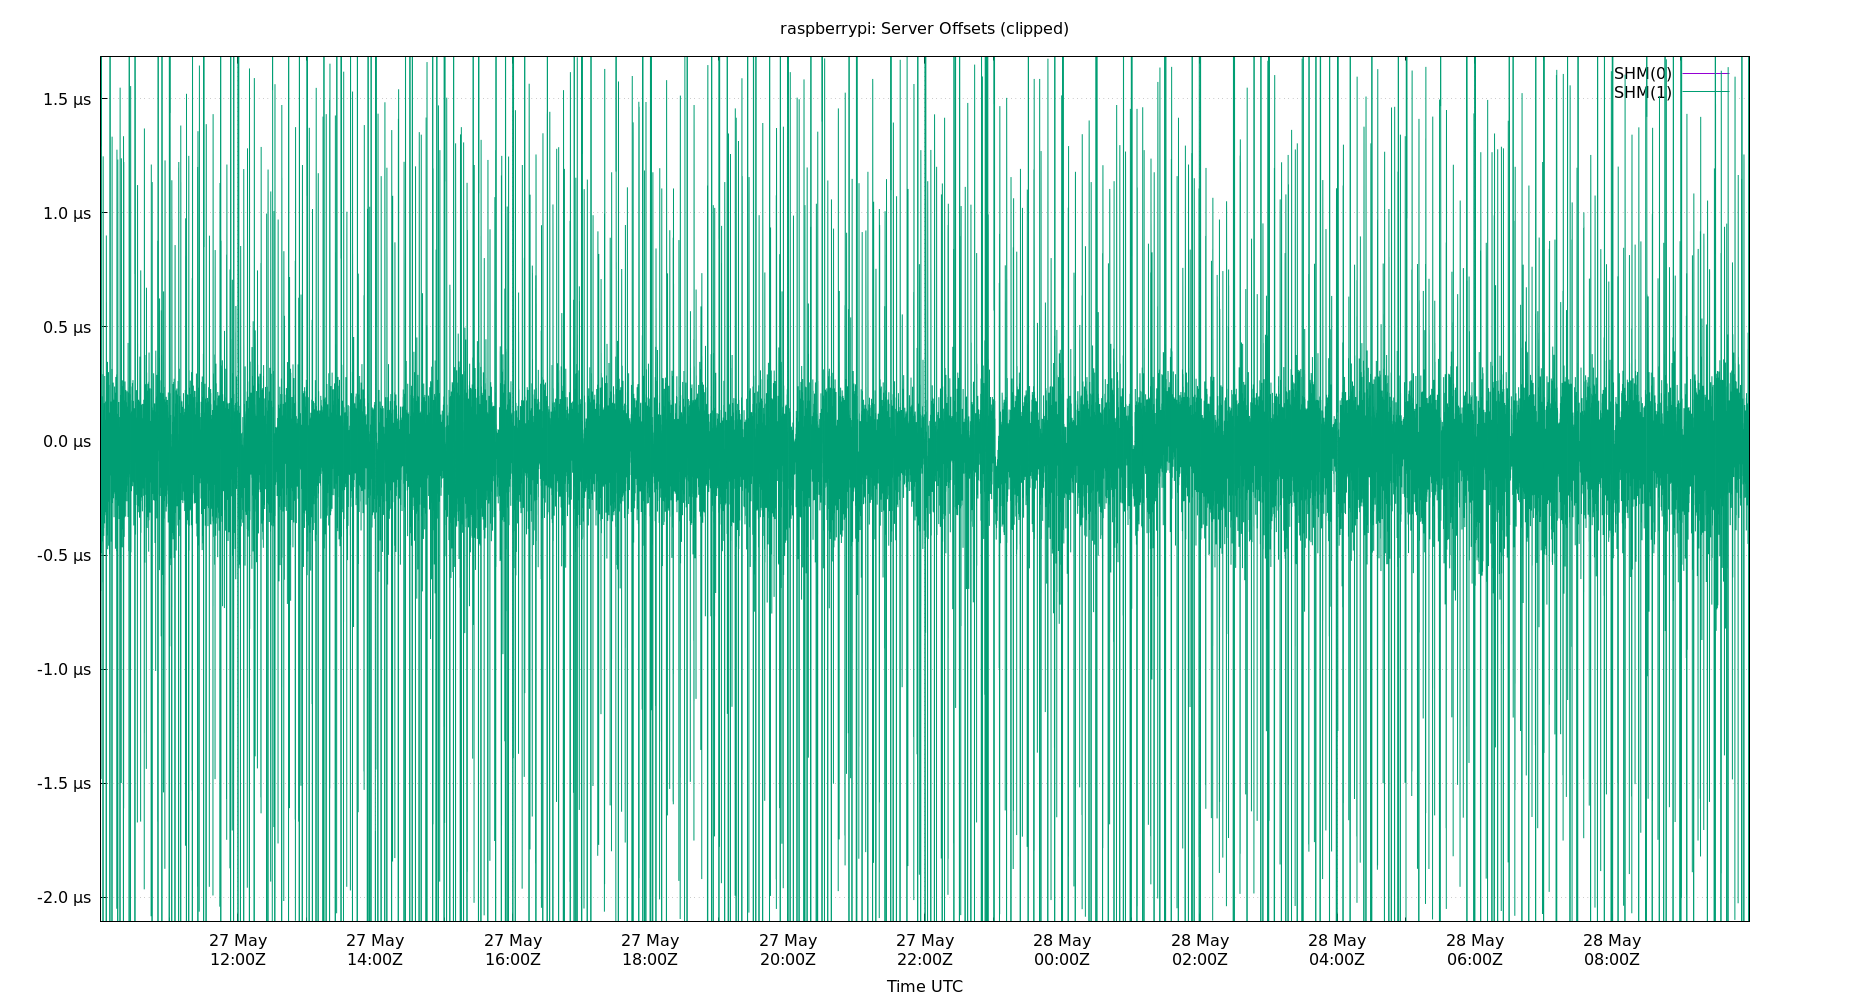 raspberrypi: Server Offsets (clipped)
SHM(0)
SHM(1)
1.5 µs
1.0 µs
0.5 µs
0.0 µs
-0.5 µs
-1.0 µs
-1.5 µs
-2.0 µs
27 May 27 May 27 May 27 May 27 May 27 May 28 May 28 May 28 May 28 May 28 May
12:00Z 14:00Z 16:00Z 18:00Z 20:00Z 22:00Z 00:00Z 02:00Z 04:00Z 06:00Z 08:00Z
Time UTC